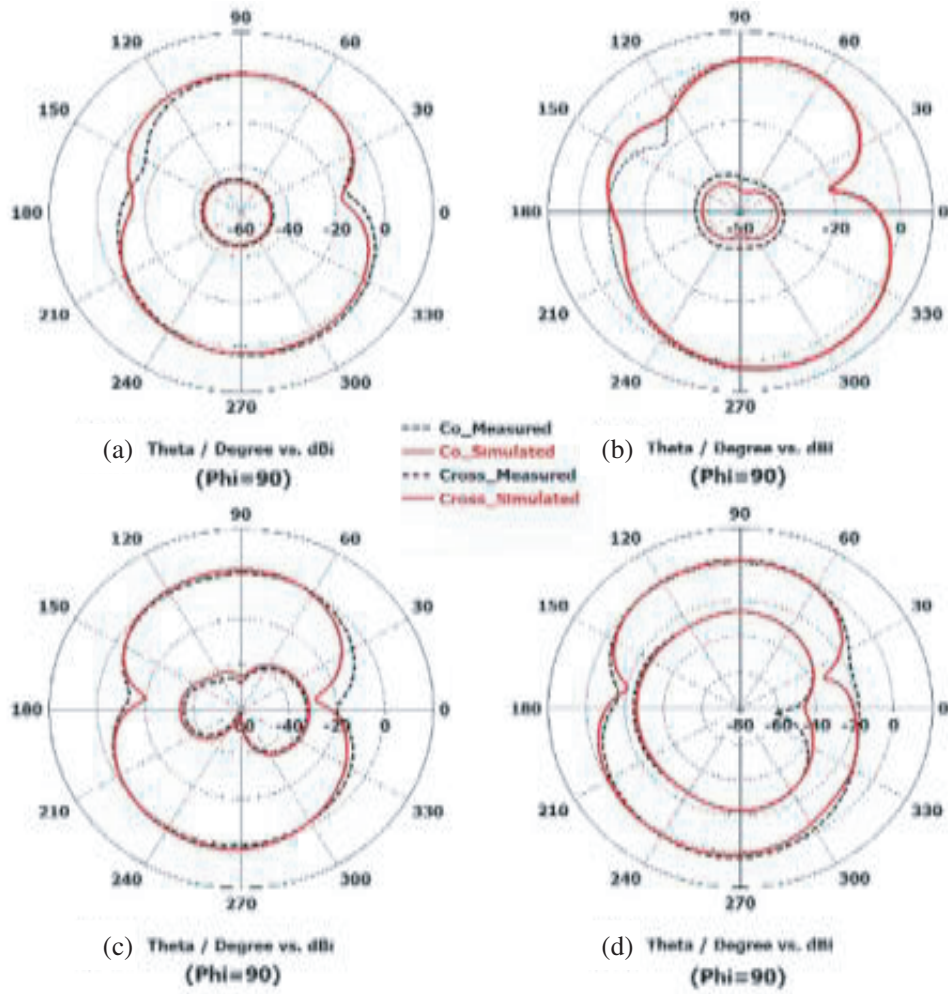 90 90
120 60 120 60
150 30 150 30
180 -60 -40 -20 0 0 180 -50 -20 0 0
210 330 210 330
240 300 240 300
270 270
(a) Theta / Degree vs. dBi (b) Theta / Degree vs. dBi
(Phi=90) (Phi=90)
Co_Measured
Co_Simulated
Cross_Measured
Cross_Simulated
90 90
120 60 120 60
150 30 150 30
180 -60 -40 -20 0 0 180 -80 -60 -40 -20 0 0
210 330 210 330
240 300 240 300
270 270
(c) Theta / Degree vs. dBi (d) Theta / Degree vs. dBi
(Phi=90) (Phi=90)